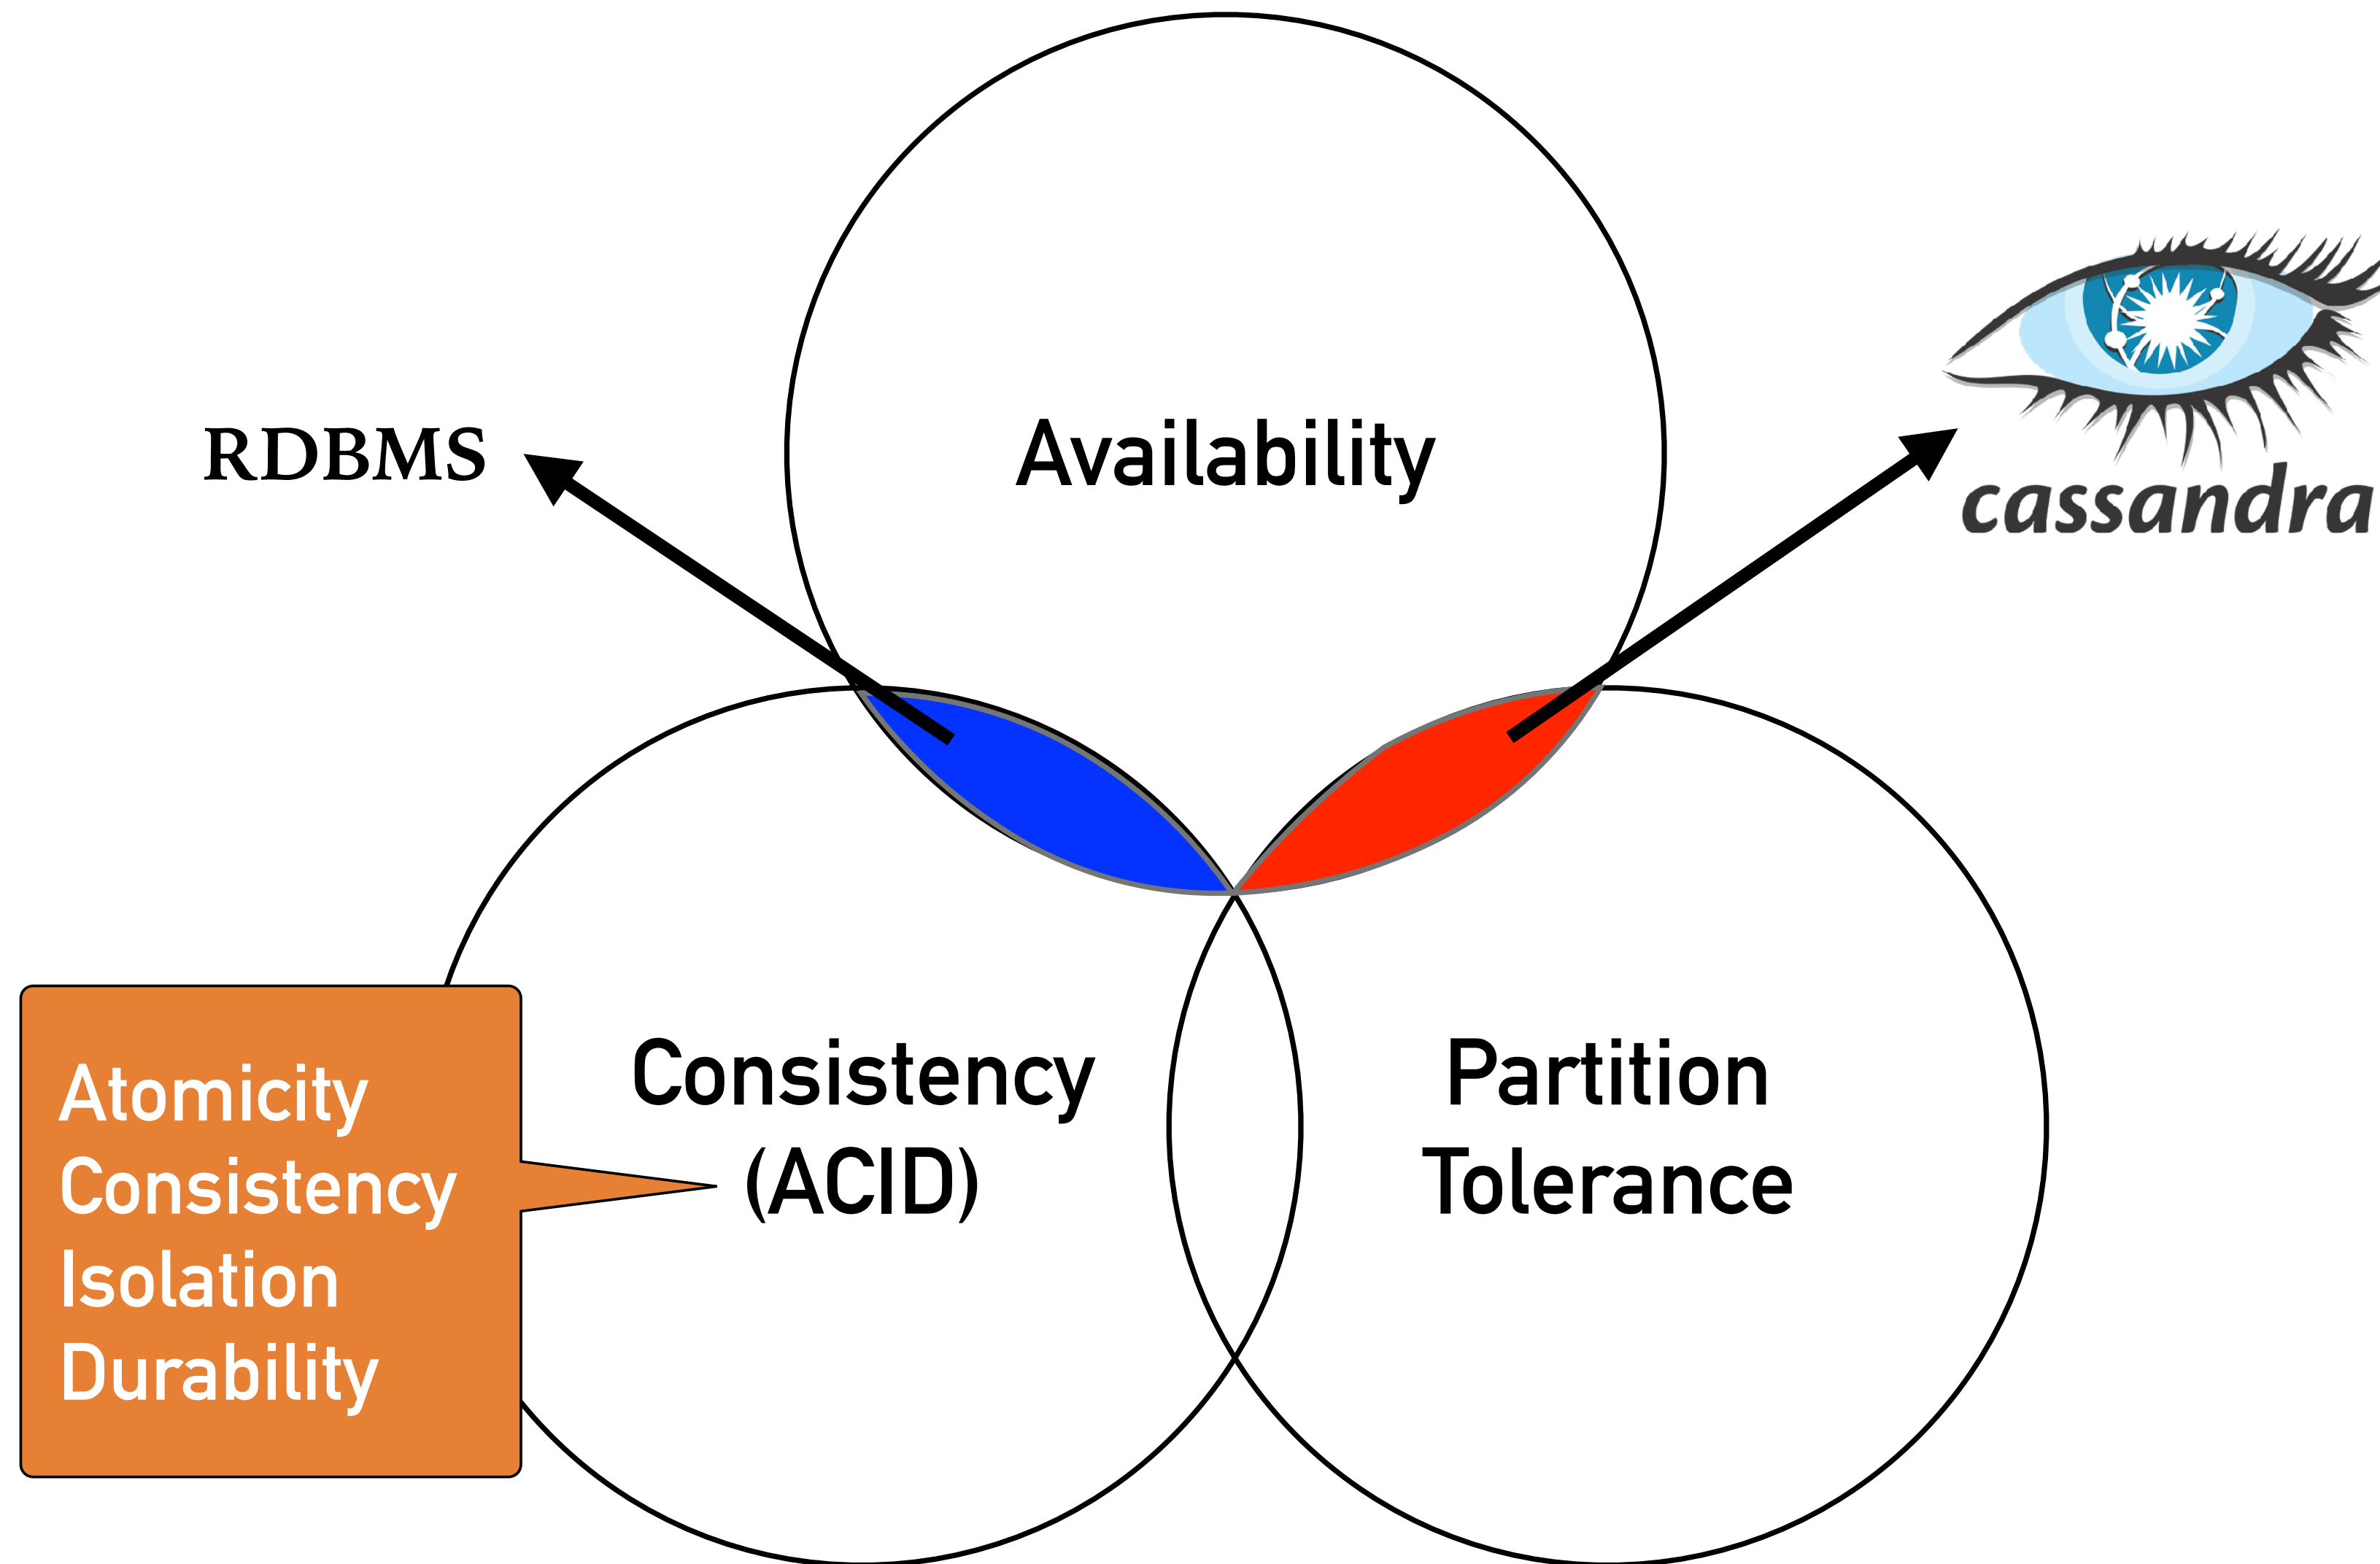 Availability
RDBMS
cassandra
Consistency
(ACID)
Partition
Tolerance
Atomicity
Consistency
Isolation
Durability